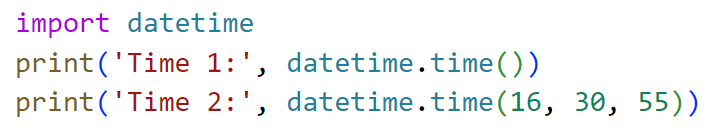 import datetime
print('Time 1:', datetime.time())
print('Time 2:', datetime.time(16, 30, 55))